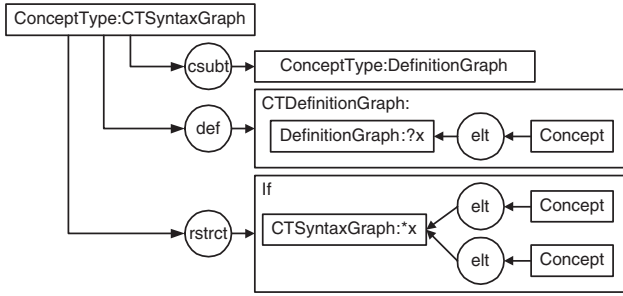 ConceptType:CTSyntaxGraph
csubt
ConceptType:DefinitionGraph
CTDefinitionGraph:
def
DefinitionGraph:?x
elt
Concept
If
elt
Concept
rstrct
CTSyntaxGraph:*x
elt
Concept